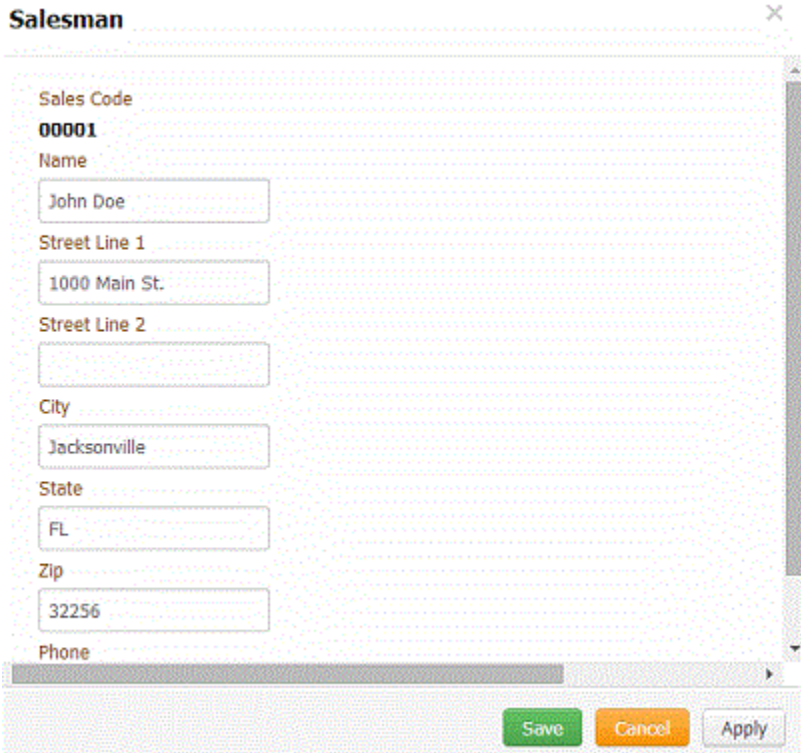 Salesman
Sales Code
00001
Name
John Doe
Street Line 1
1000 Main St.
Street Line 2
City
Jacksonville
State
FL
Zip
32256
Phone
Save Cancel Apply